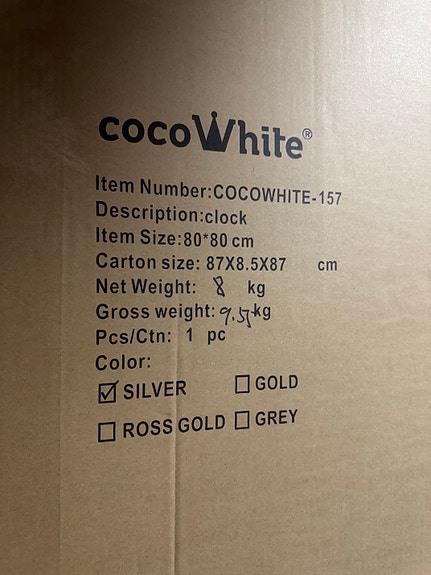 cocoWhite®
Item Number:COCOWHITE-157
Description:clock
Item Size:80*80 cm
Carton size: 87X8.5X87 cm
Net Weight: 8 kg
Gross weight: 9.5 kg
Pcs/Ctn: 1 pc
Color:
☑ SILVER ☐ GOLD
☐ ROSS GOLD ☐ GREY